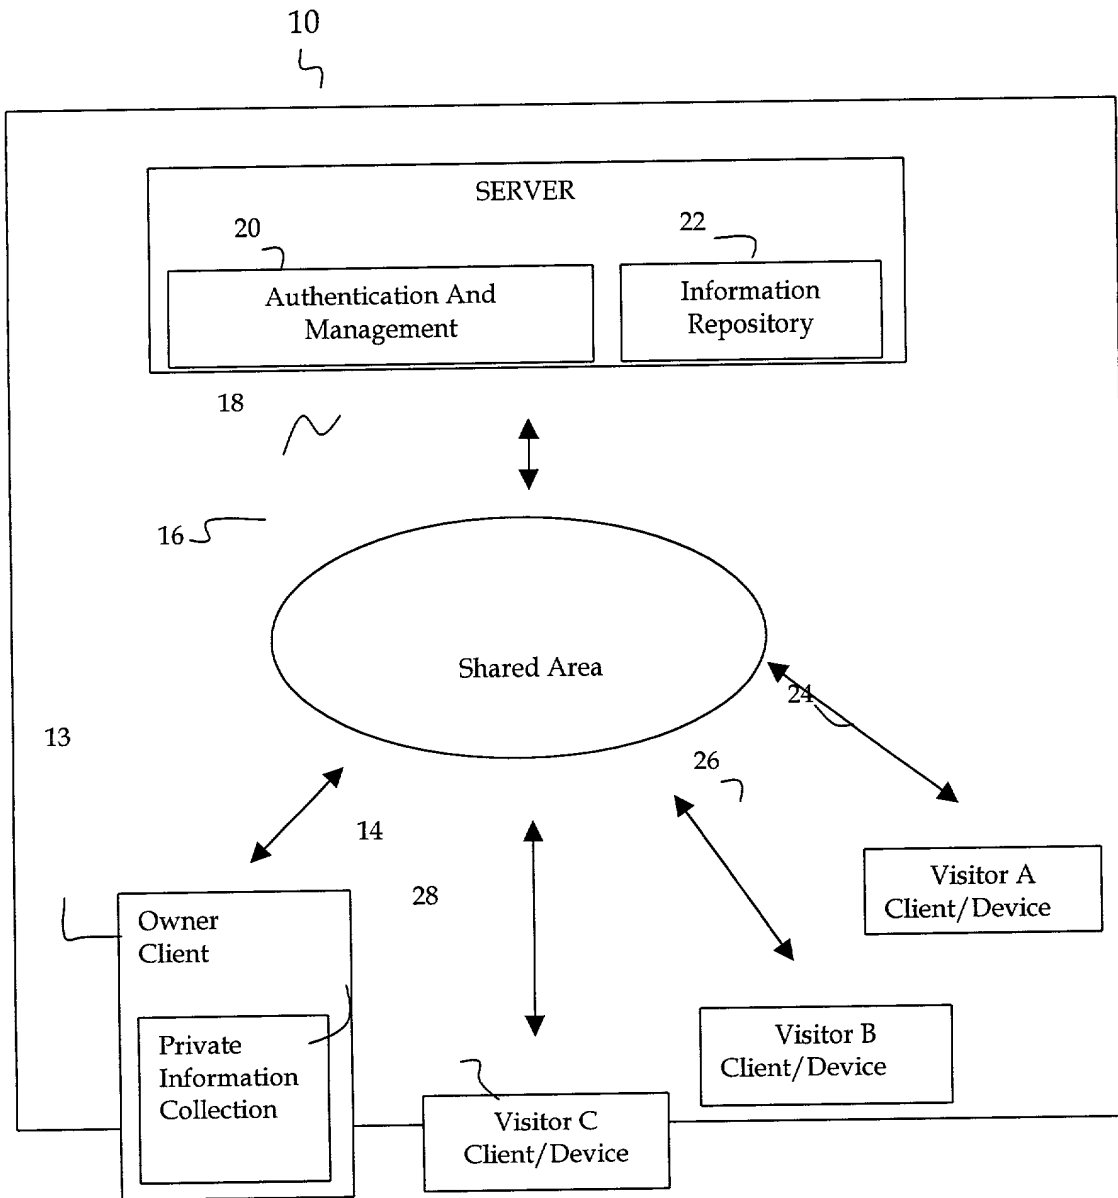 10
SERVER
20
22
Authentication And
Management
Information
Repository
18
16
Shared Area
24
13
26
14
28
Visitor A
Client/Device
Owner
Client
Visitor B
Client/Device
Private
Information
Collection
Visitor C
Client/Device